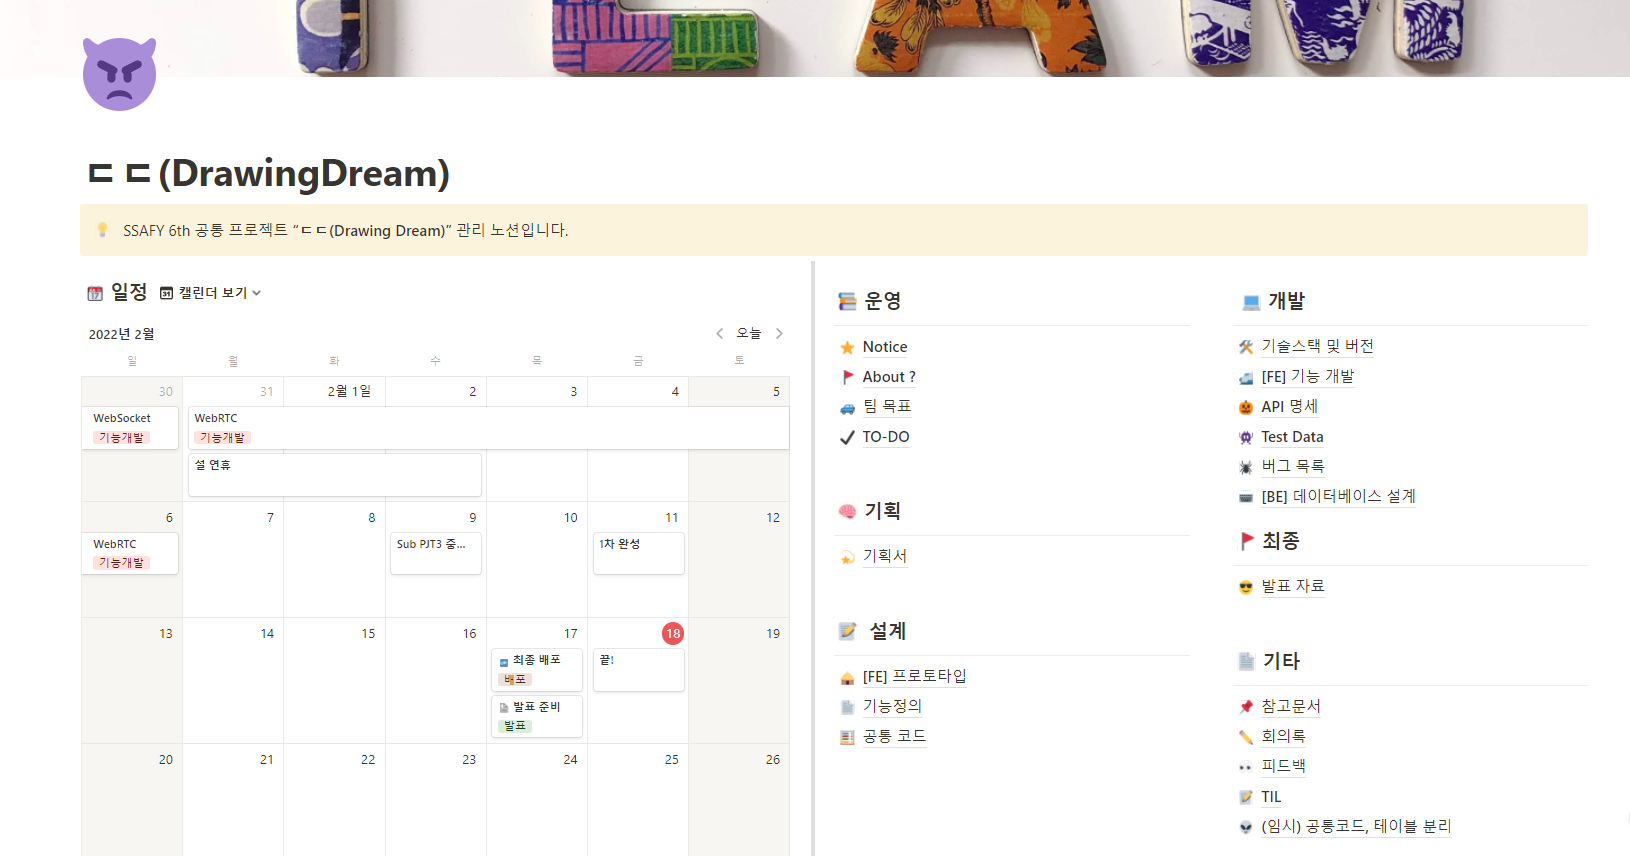 ㄷㄷ(DrawingDream)
SSAFY 6th 공통 프로젝트 “ㄷㄷ(Drawing Dream)” 관리 노션입니다.
일정 캘린더 보기
2022년 2월 오늘
일 월 화 수 목 금 토
30 31 2월 1일 2 3 4 5
WebSocket
기능개발
WebRTC
기능개발
설 연휴
6 7 8 9 10 11 12
WebRTC
기능개발
Sub PJT3 중...
1차 완성
13 14 15 16 17 18 19
최종 배포
배포
발표 준비
발표
끝!
20 21 22 23 24 25 26
운영
Notice
About ?
팀 목표
TO-DO
기획
기획서
설계
[FE] 프로토타입
기능정의
공통 코드
개발
기술스택 및 버전
[FE] 기능 개발
API 명세
Test Data
버그 목록
[BE] 데이터베이스 설계
최종
발표 자료
기타
참고문서
회의록
피드백
TIL
(임시) 공통코드, 테이블 분리